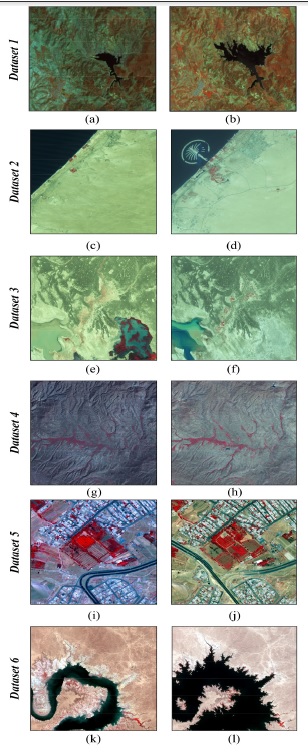 Dataset 1
(a) (b)
Dataset 2
(c) (d)
Dataset 3
(e) (f)
Dataset 4
(g) (h)
Dataset 5
(i) (j)
Dataset 6
(k) (l)